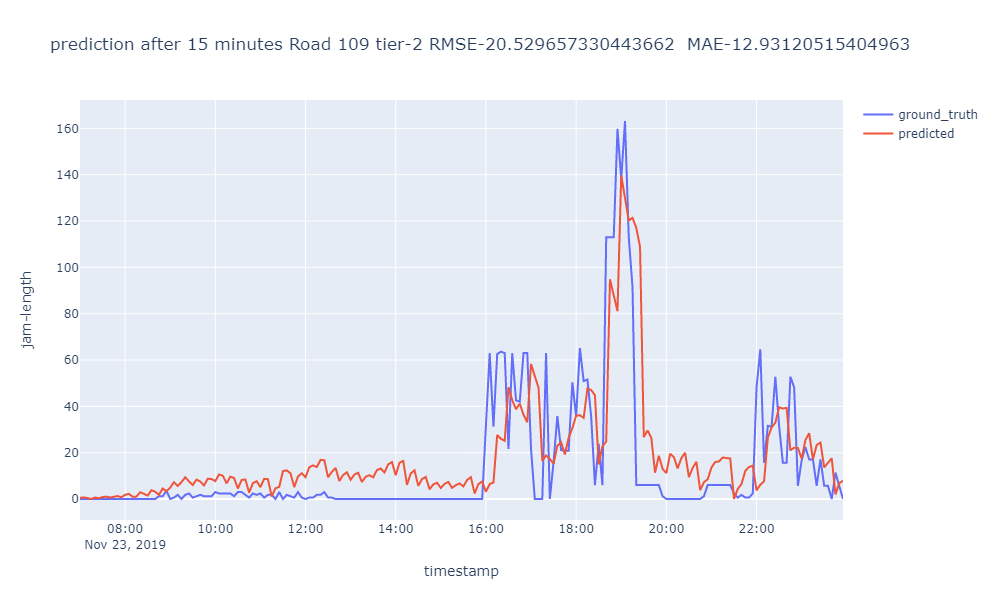 prediction after 15 minutes Road 109 tier-2 RMSE-20.529657330443662  MAE-12.93120515404963
ground_truth
predicted
160
140
120
100
80
60
40
20
0
jam-length
08:00 10:00 12:00 14:00 16:00 18:00 20:00 22:00
Nov 23, 2019
timestamp